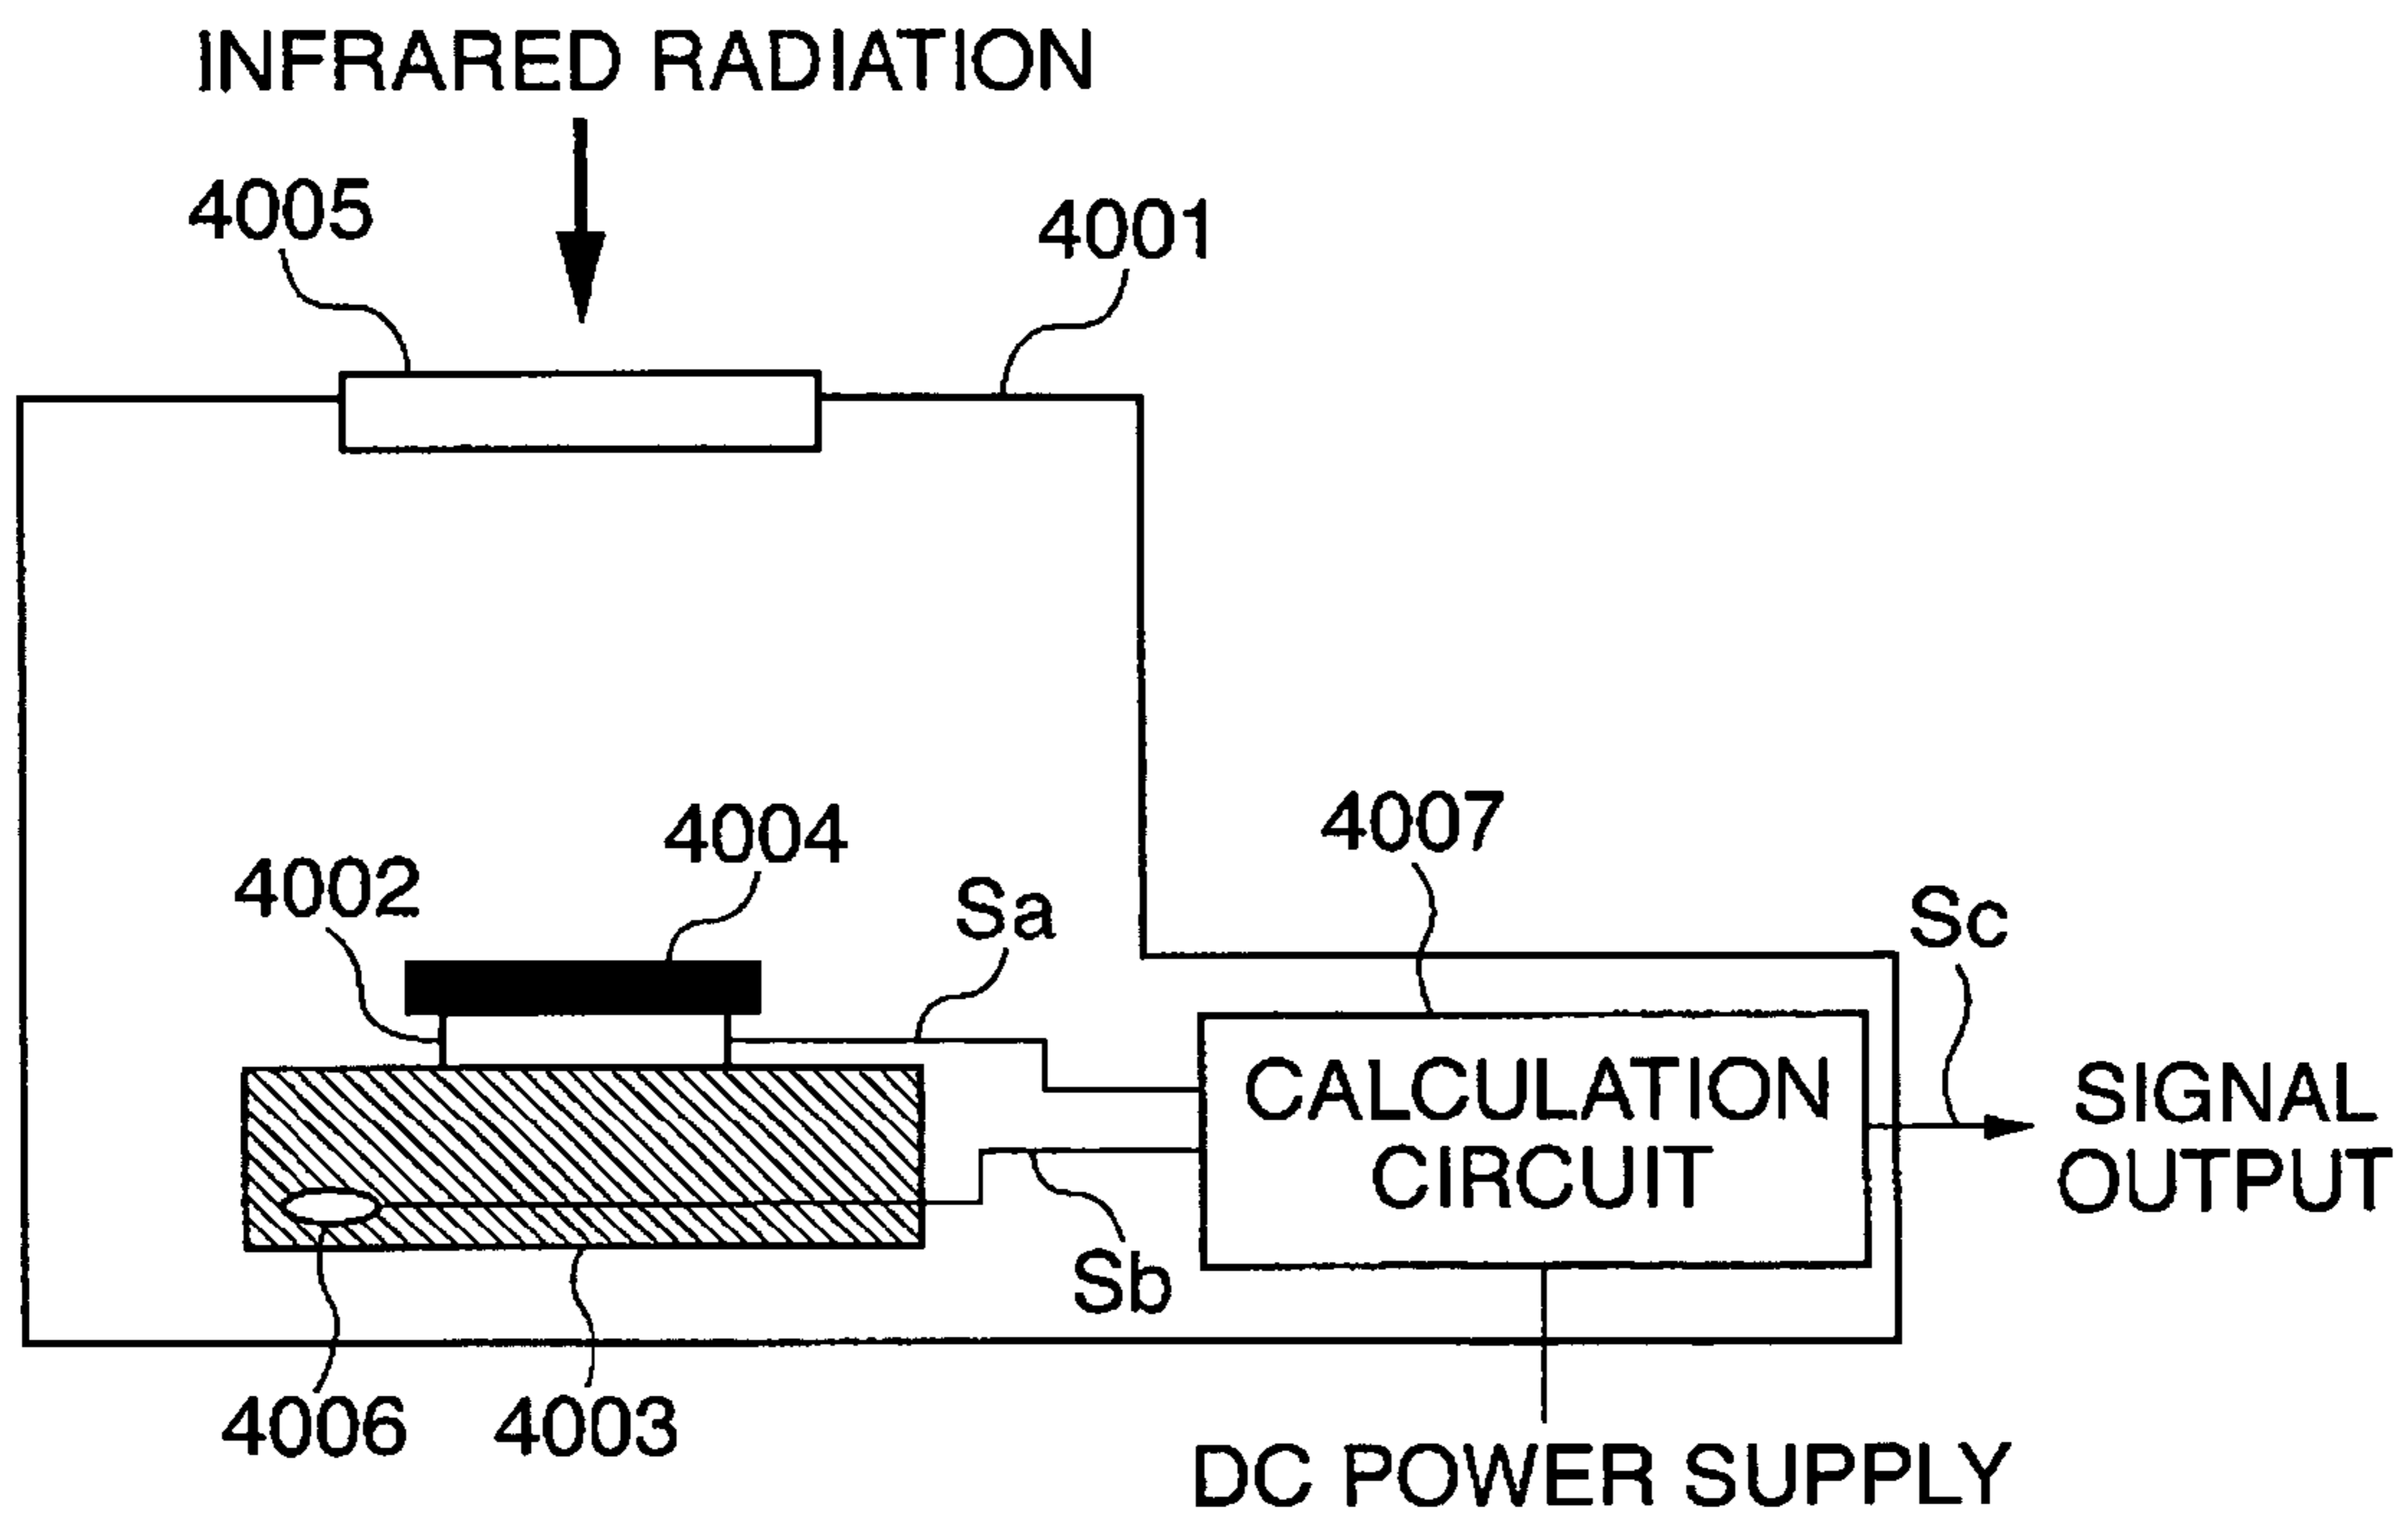 INFRARED RADIATION
4005
4001
4004
4002
Sa
4007
Sc
CALCULATION
CIRCUIT
SIGNAL
OUTPUT
Sb
4006
4003
DC POWER SUPPLY